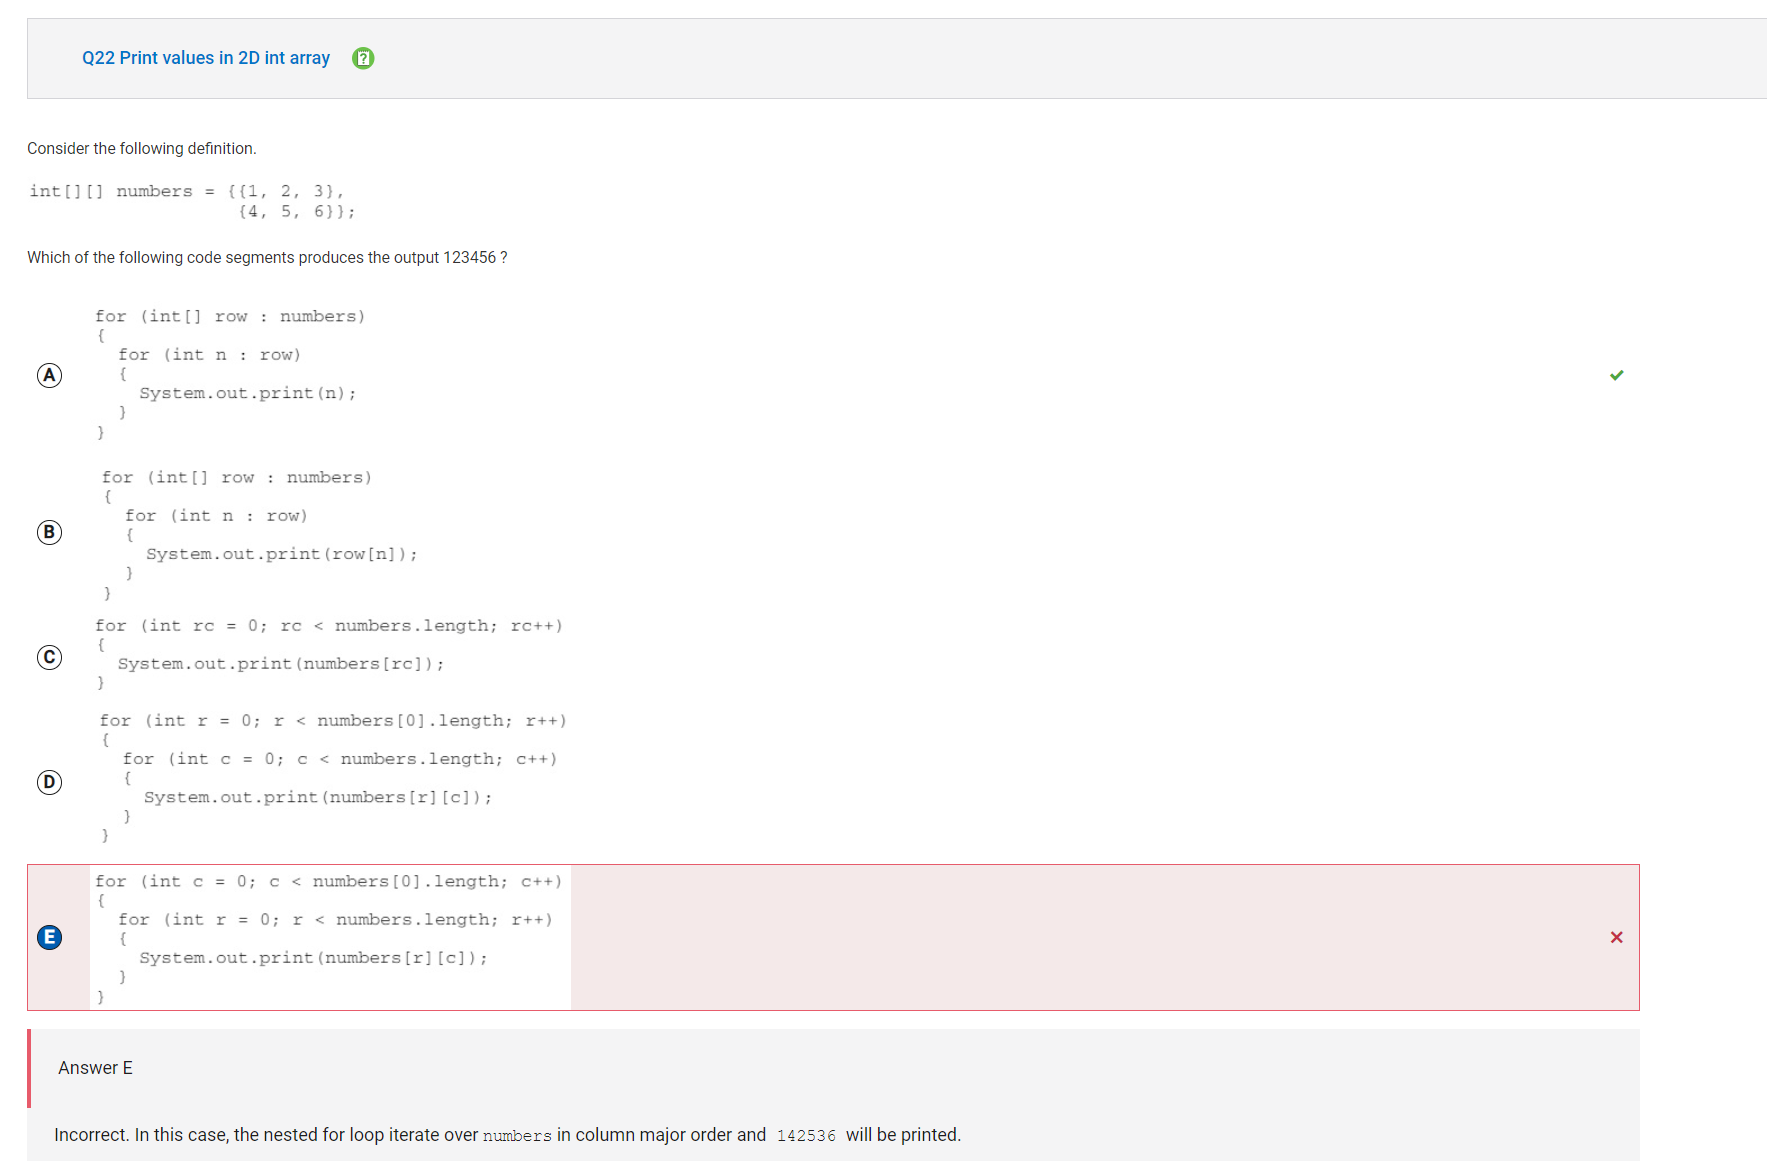 Q22 Print values in 2D int array
Consider the following definition.
int[][] numbers = {{1, 2, 3},
{4, 5, 6}};
Which of the following code segments produces the output 123456 ?
A
for (int[] row : numbers)
{
for (int n : row)
{
System.out.print(n);
}
}
B
for (int[] row : numbers)
{
for (int n : row)
{
System.out.print(row[n]);
}
}
C
for (int rc = 0; rc < numbers.length; rc++)
{
System.out.print(numbers[rc]);
}
D
for (int r = 0; r < numbers[0].length; r++)
{
for (int c = 0; c < numbers.length; c++)
{
System.out.print(numbers[r][c]);
}
}
E
for (int c = 0; c < numbers[0].length; c++)
{
for (int r = 0; r < numbers.length; r++)
{
System.out.print(numbers[r][c]);
}
}
Answer E
Incorrect. In this case, the nested for loop iterate over numbers in column major order and 142536 will be printed.